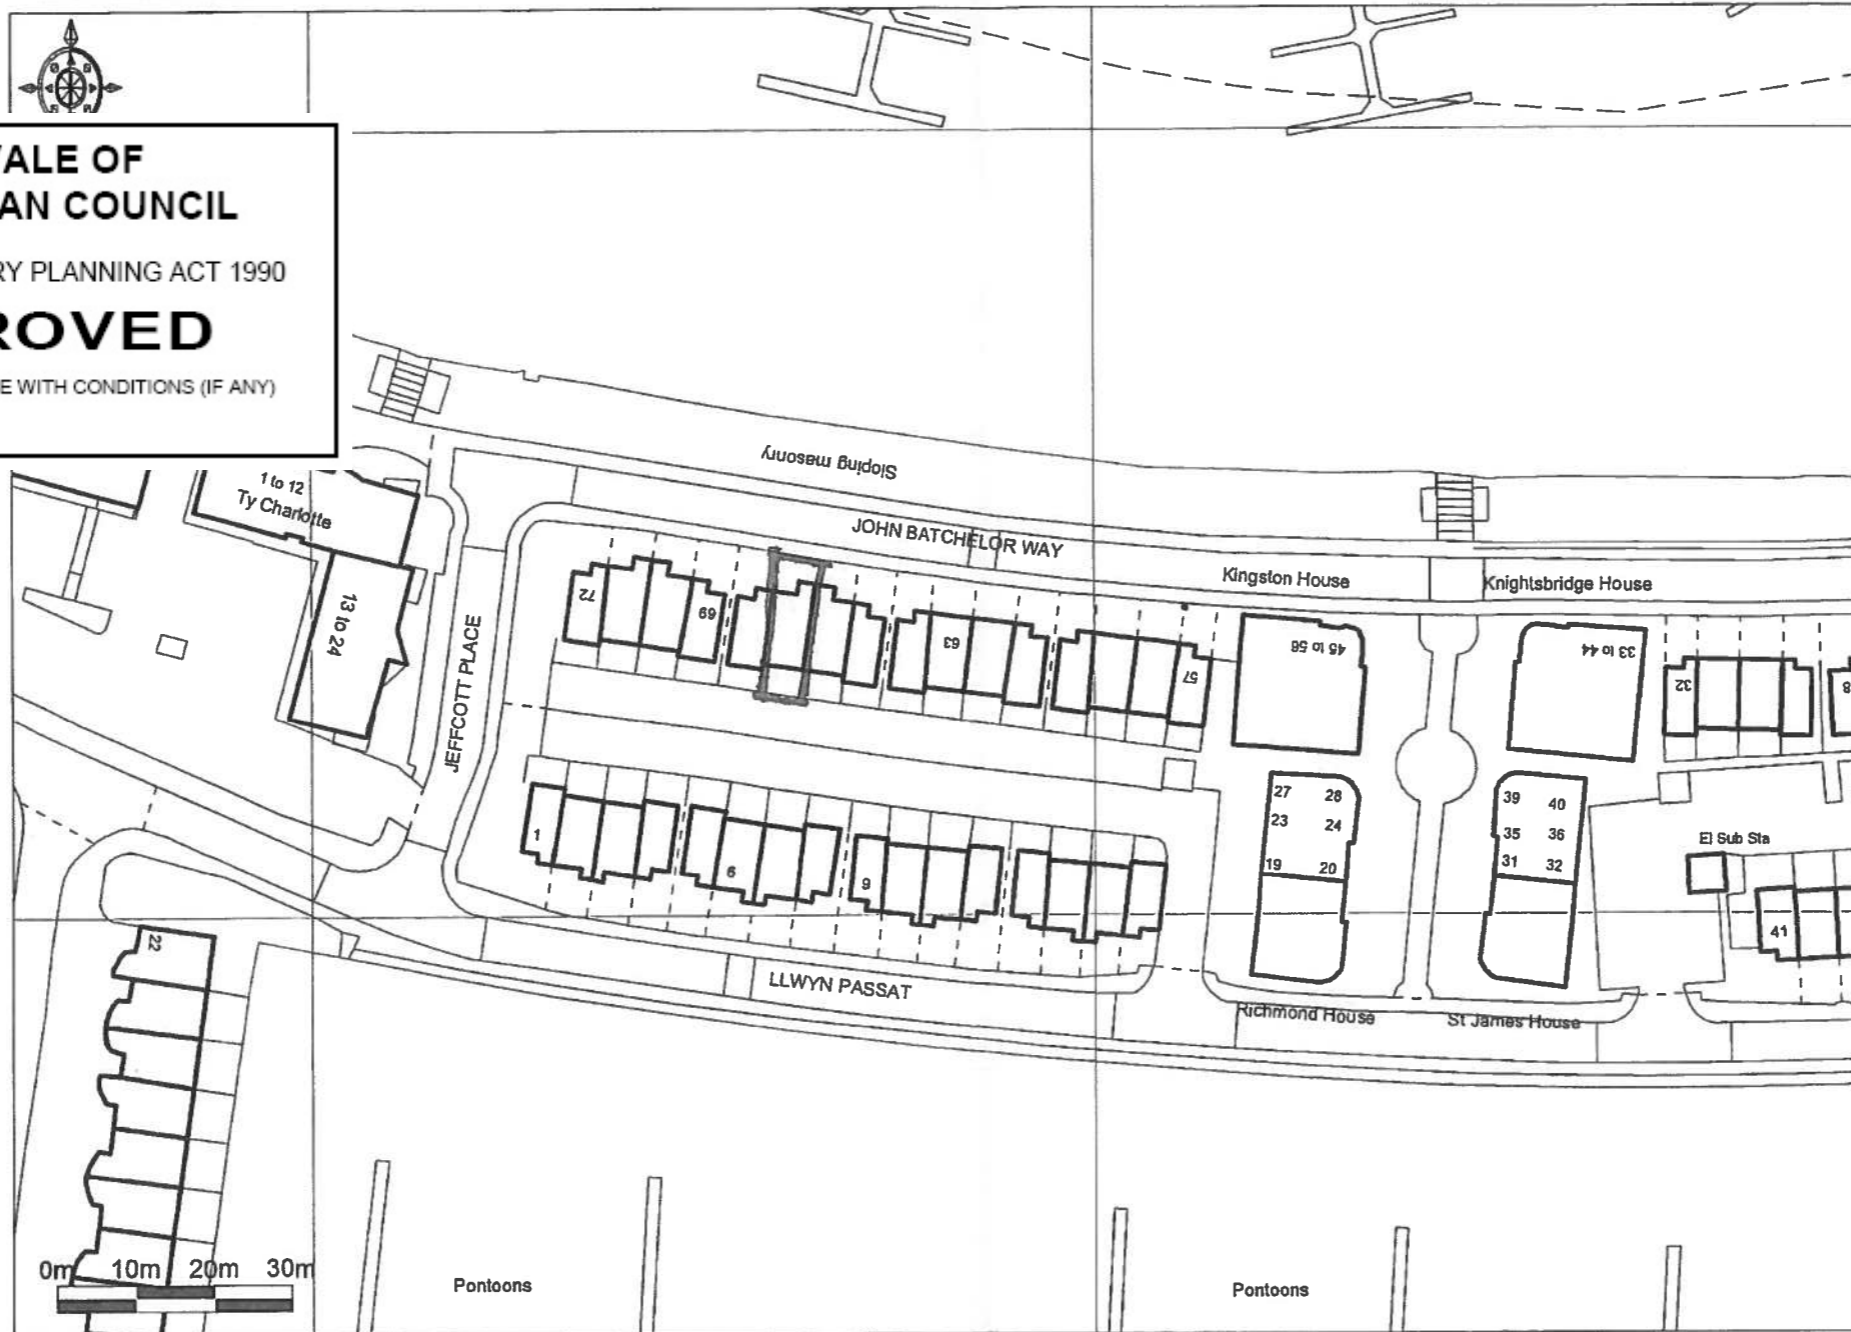 VALE OF
AN COUNCIL
RY PLANNING ACT 1990
ROVED
E WITH CONDITIONS (IF ANY)
Sloping masonry
1 to 12
Ty Charlotte
JOHN BATCHELOR WAY
Kingston House
Knightsbridge House
13 to 24
JEFFCOTT PLACE
72
69
63
57
45 to 56
33 to 44
32
8
27 28
23 24
19 20
39 40
35 36
31 32
El Sub Sta
1
6
9
41
22
LLWYN PASSAT
Richmond House
St James House
0m 10m 20m 30m
Pontoons
Pontoons